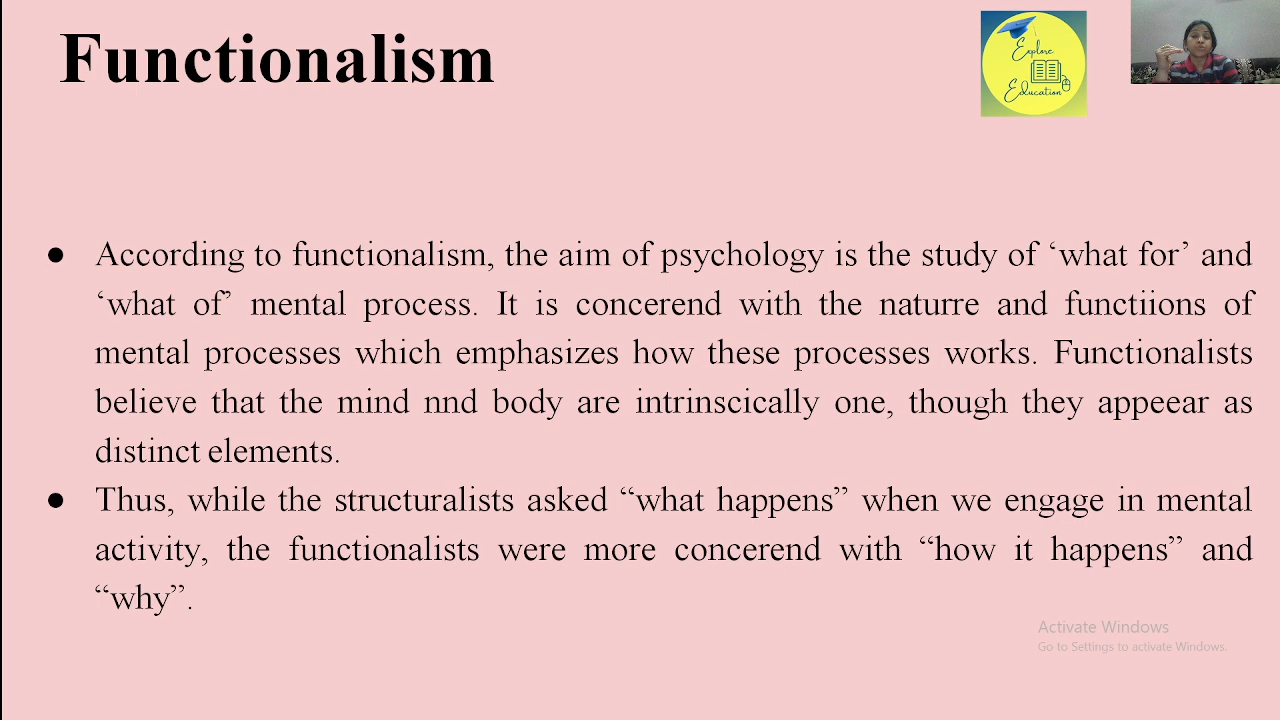 Functionalism
Explore
Education
● According to functionalism, the aim of psychology is the study of ‘what for’ and
‘what of’ mental process. It is concerend with the naturre and functiions of
mental processes which emphasizes how these processes works. Functionalists
believe that the mind nnd body are intrinscically one, though they appeear as
distinct elements.
● Thus, while the structuralists asked “what happens” when we engage in mental
activity, the functionalists were more concerend with “how it happens” and
“why”.
Activate Windows
Go to Settings to activate Windows.